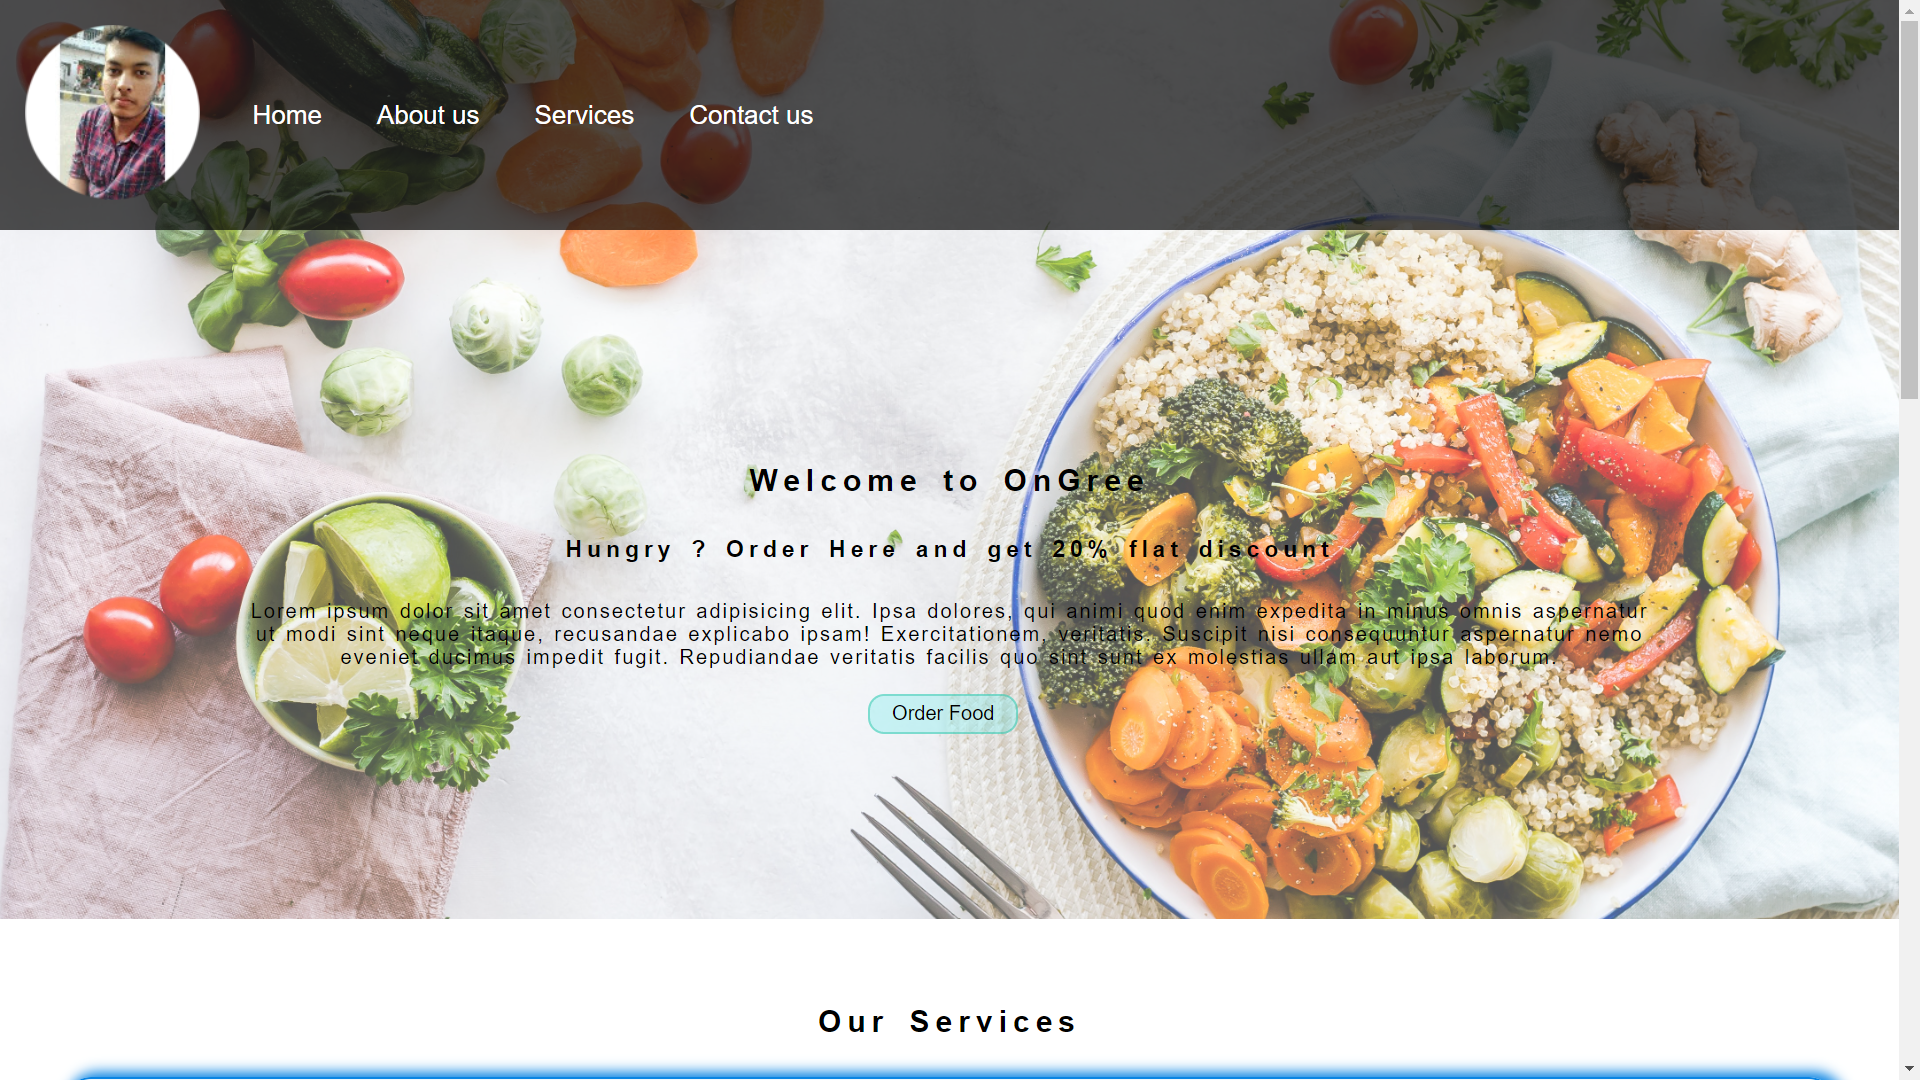 Home About us Services Contact us
Welcome to OnGree
Hungry ? Order Here and get 20% flat discount
Lorem ipsum dolor sit amet consectetur adipisicing elit. Ipsa dolores, qui animi quod enim expedita in minus omnis aspernatur
ut modi sint neque itaque, recusandae explicabo ipsam! Exercitationem, veritatis. Suscipit nisi consequuntur aspernatur nemo
eveniet ducimus impedit fugit. Repudiandae veritatis facilis quo sint sunt ex molestias ullam aut ipsa laborum.
Order Food
Our Services